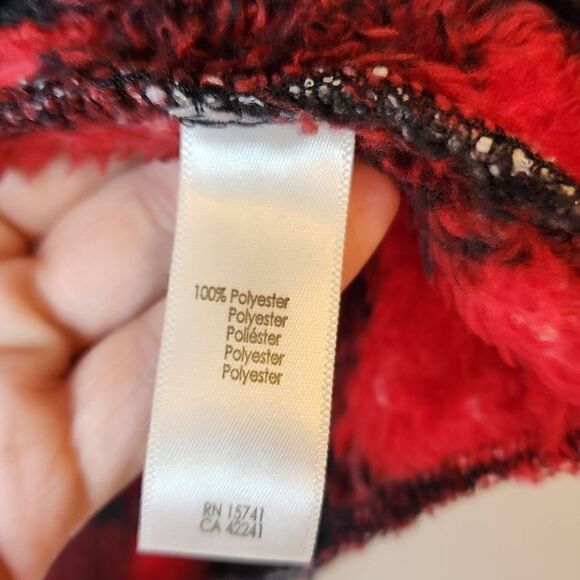 100% Polyester
Polyester
Poliéster
Polyester
Polyester
RN 15741
CA 42241